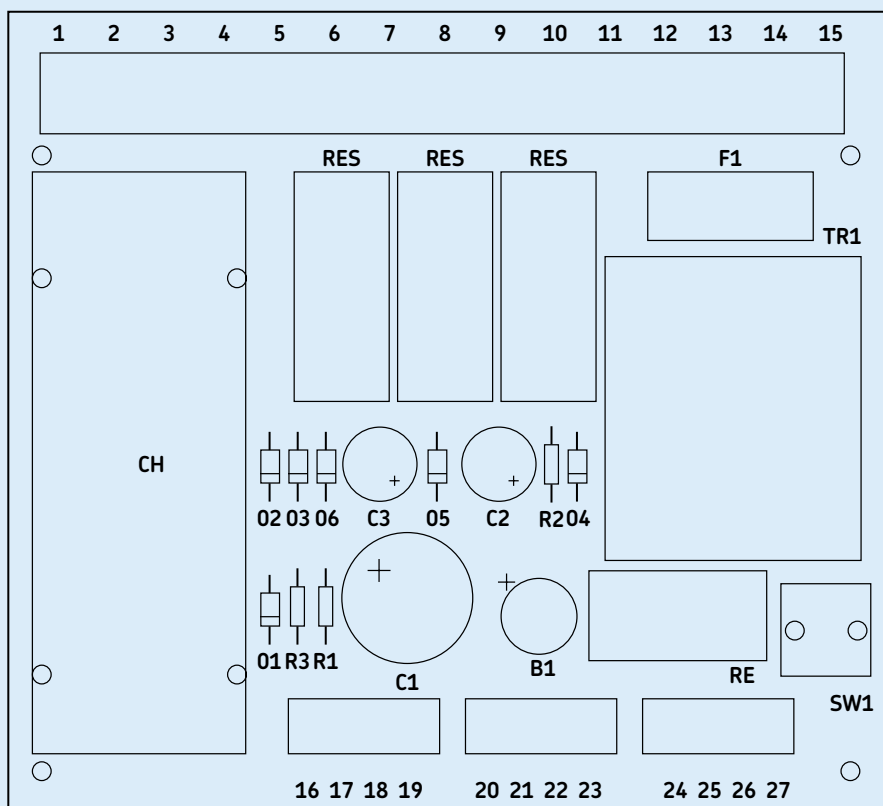 1 2 3 4 5 6 7 8 9 10 11 12 13 14 15
RES RES RES F1
TR1
CH
02 03 06 C3 05 C2 R2 04
01 R3 R1 C1 B1 RE
SW1
16 17 18 19 20 21 22 23 24 25 26 27